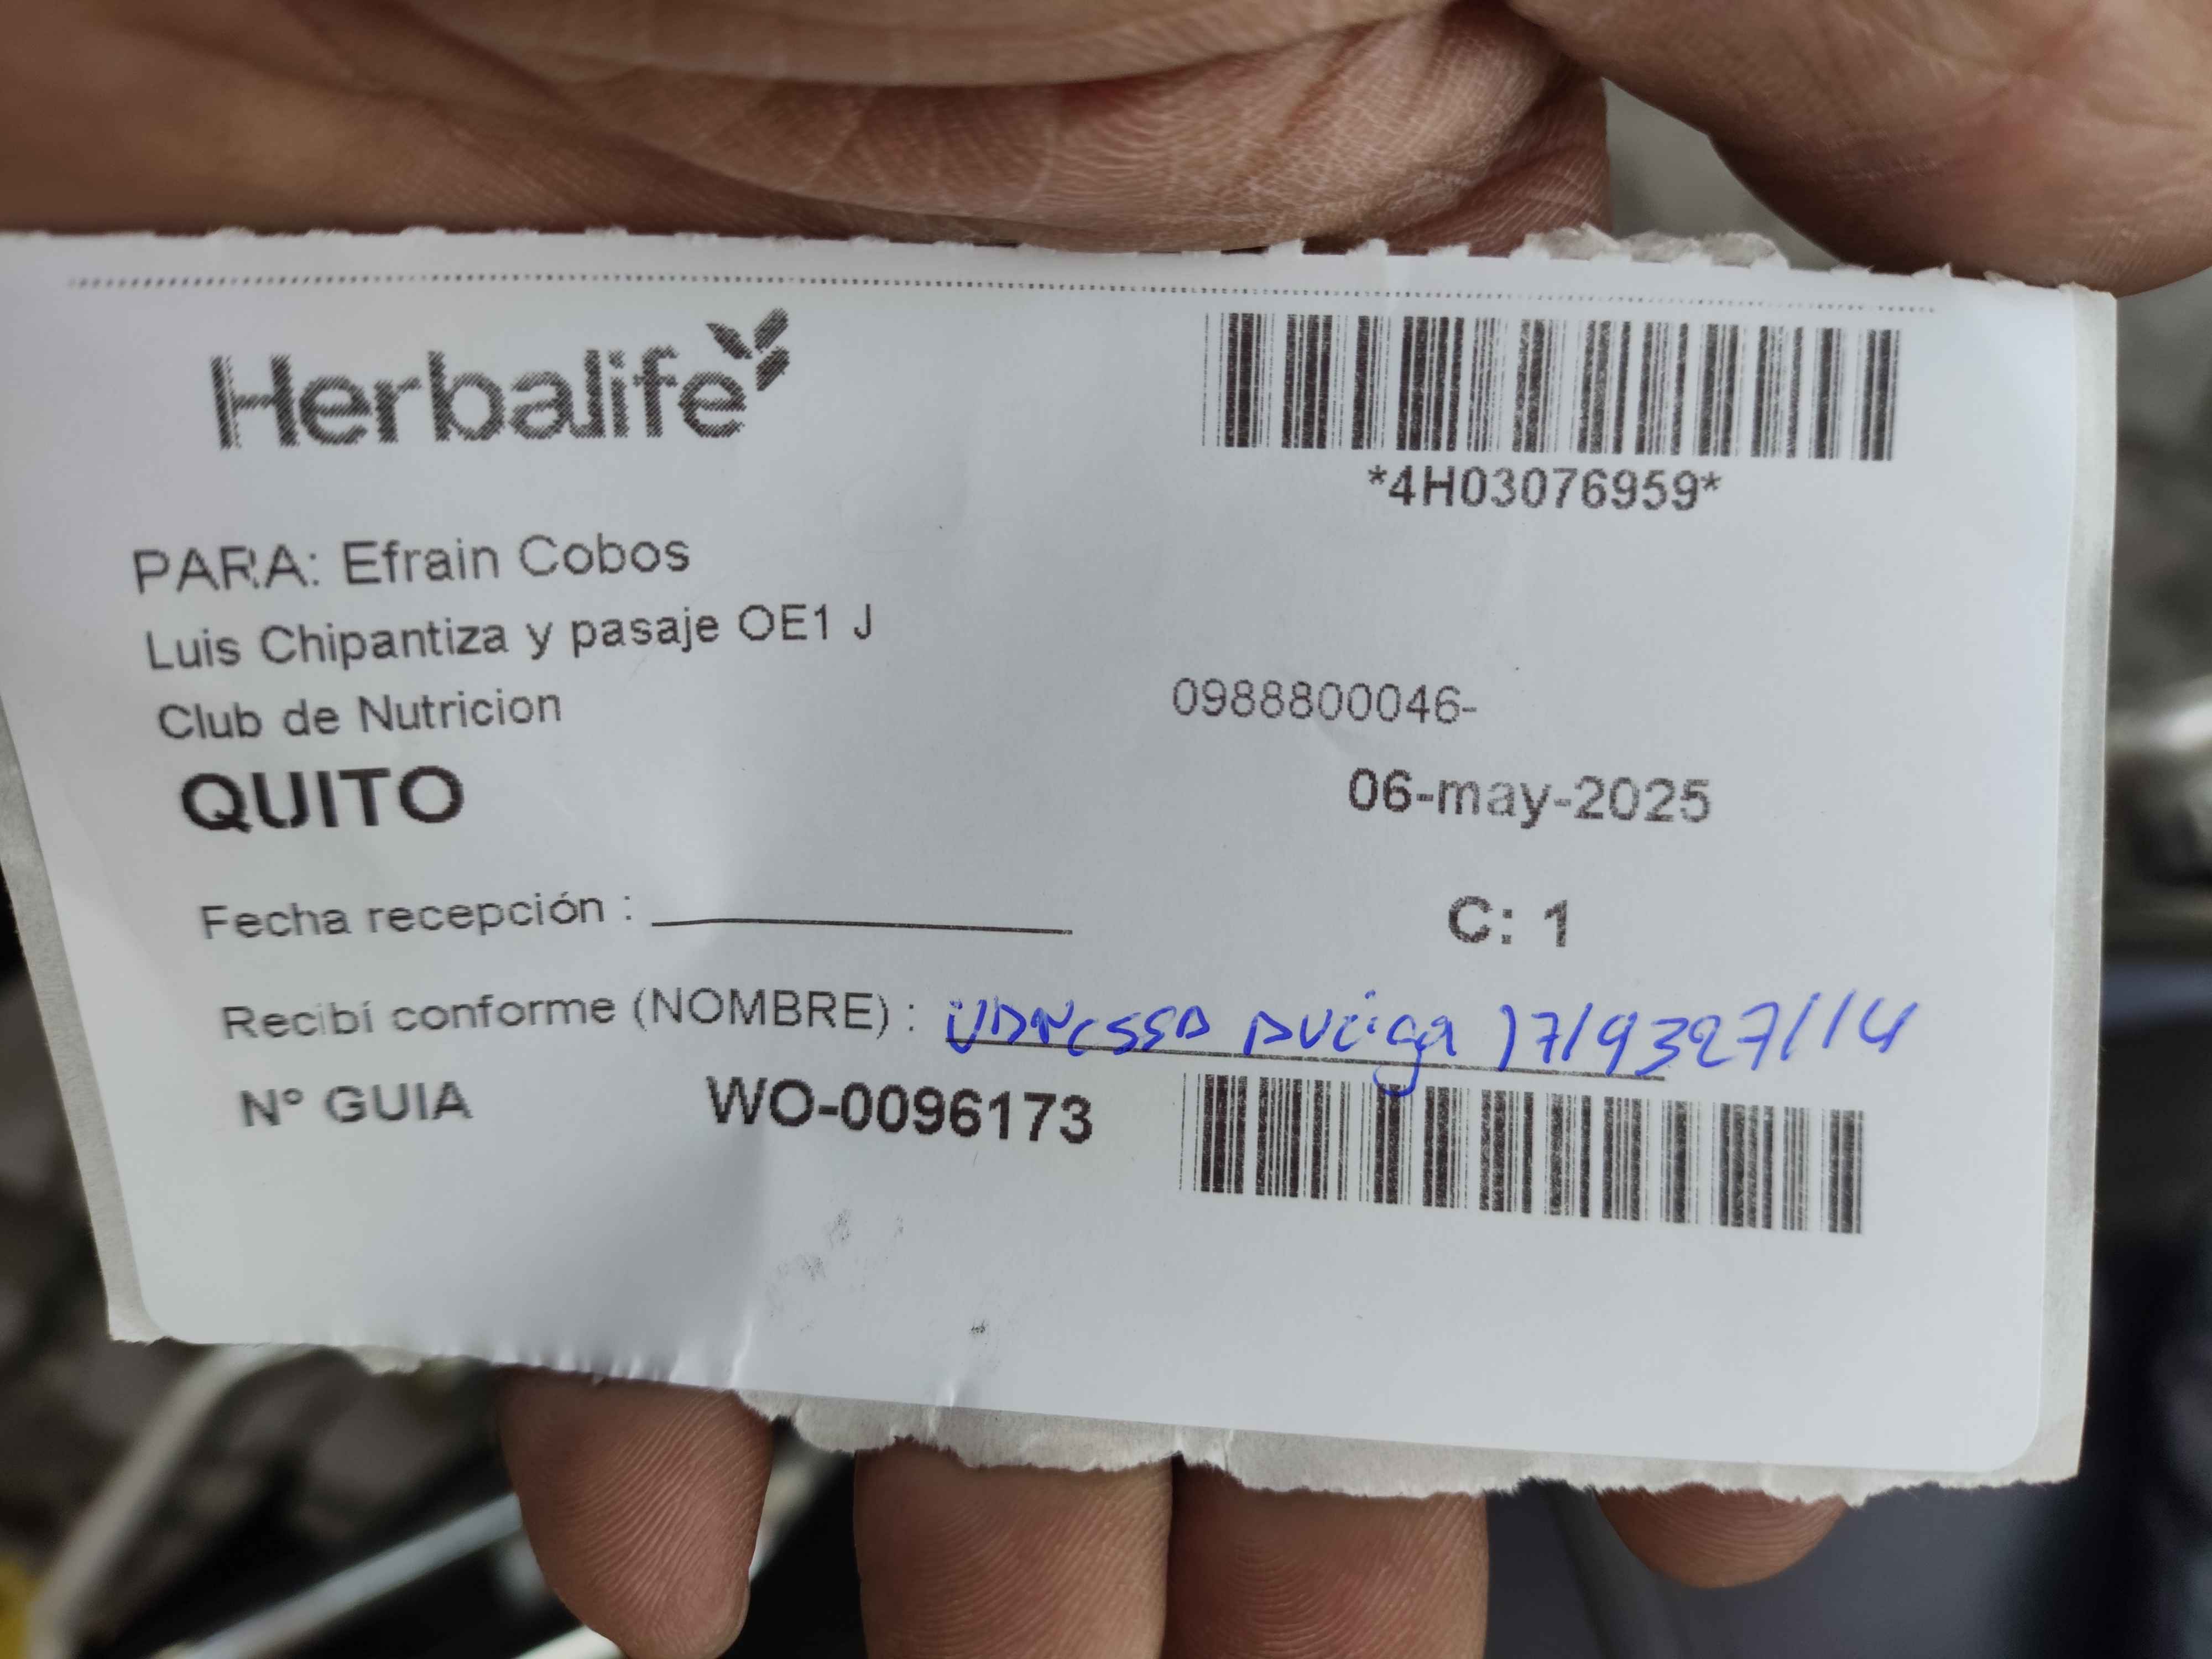 Herbalife
*4H03076959*
PARA: Efrain Cobos
Luis Chipantiza y pasaje OE1 J
Club de Nutricion
0988800046-
QUITO
06-may-2025
Fecha recepción :
C: 1
Recibí conforme (NOMBRE) :
N° GUIA WO-0096173